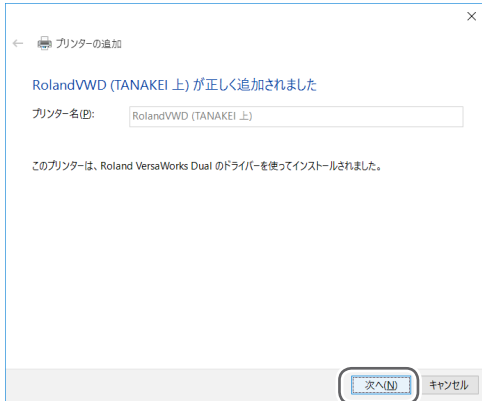 プリンターの追加
RolandVWD (TANAKEI 上) が正しく追加されました
プリンター名(P): RolandVWD (TANAKEI 上)
このプリンターは、Roland VersaWorks Dual のドライバーを使ってインストールされました。
次へ(N) キャンセル